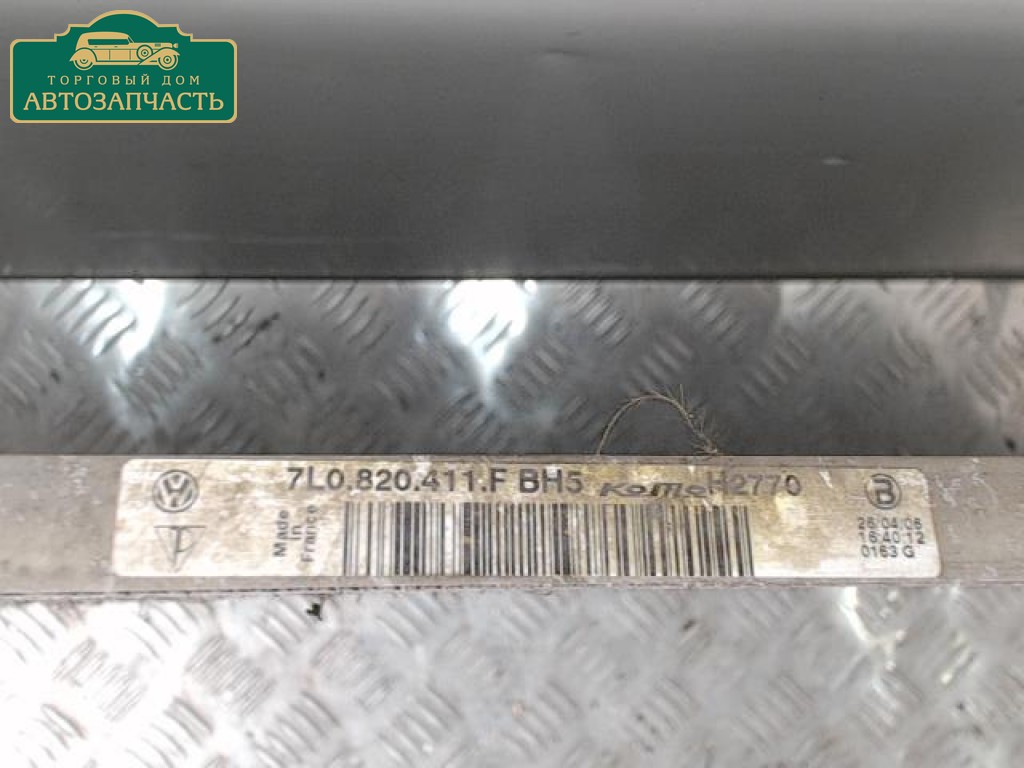 ТОРГОВЫЙ ДОМ
АВТОЗАПЧАСТЬ
7L0.820.411.F BH5 H2770
Made
in
France
B
26/04/06
16:40:12
0163 G